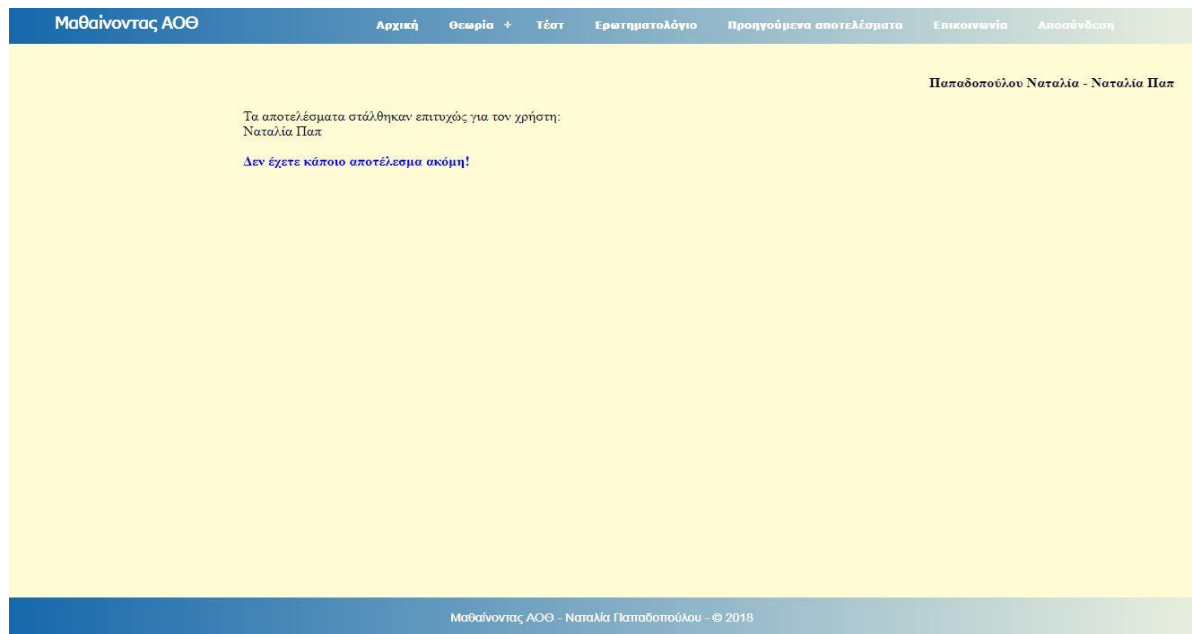 Μαθαίνοντας ΑΟΘ
Αρχική Θεωρία + Τέστ Ερωτηματολόγιο Προηγούμενα αποτελέσματα Επικοινωνία Αποσύνδεση
Παπαδοπούλου Ναταλία - Ναταλία Παπ
Τα αποτελέσματα στάλθηκαν επιτυχώς για τον χρήστη:
Ναταλία Παπ
Δεν έχετε κάποιο αποτέλεσμα ακόμη!
Μαθαίνοντας ΑΟΘ - Ναταλία Παπαδοπούλου - © 2018